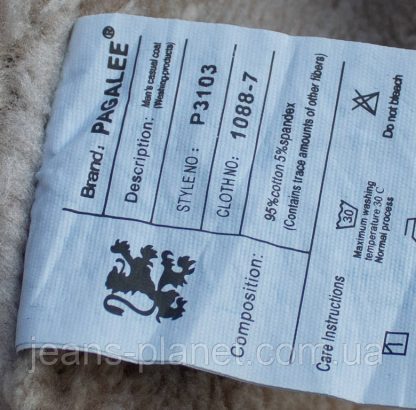 Brand: PAGALEE®
Description: Men's casual coat
(Washing products)
STYLE NO: P3103
CLOTH NO: 1088-7
Composition: 95%cotton 5%spandex
(Contains trace amounts of other fibers)
Care Instructions
30
Maximum washing
temperature 30°C
Normal process
Do not bleach
1
jeans-planet.com.ua